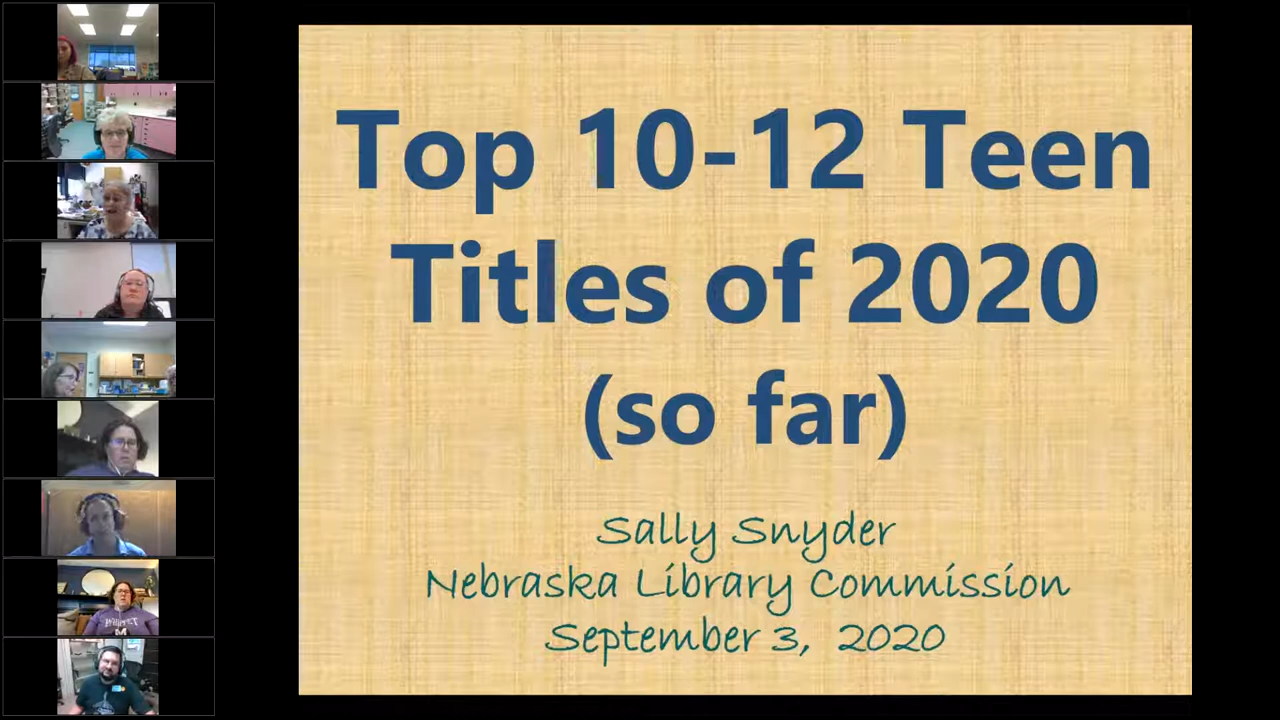 Top 10-12 Teen
Titles of 2020
(so far)
Sally Snyder
Nebraska Library Commission
September 3, 2020